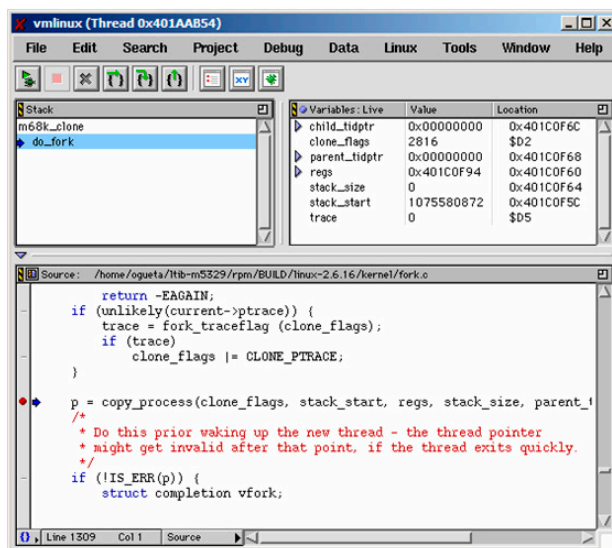 vmlinux (Thread 0x401AAB54)
File Edit Search Project Debug Data Linux Tools Window Help
Stack
m68k_clone
do_fork
Variables: Live Value Location
child_tidptr 0x00000000 0x401C0F6C
clone_flags 2816 $D2
parent_tidptr 0x00000000 0x401C0F68
regs 0x401C0F94 0x401C0F60
stack_size 0 0x401C0F64
stack_start 1075580872 0x401C0F5C
trace 0 $D5
Source: /home/ogueta/ltib-m5329/rpm/BUILD/linux-2.6.16/kernel/fork.c
return -EAGAIN;
if (unlikely(current->ptrace)) {
trace = fork_traceflag (clone_flags);
if (trace)
clone_flags |= CLONE_PTRACE;
}
p = copy_process(clone_flags, stack_start, regs, stack_size, parent_t
/*
* Do this prior waking up the new thread - the thread pointer
* might get invalid after that point, if the thread exits quickly.
*/
if (!IS_ERR(p)) {
struct completion vfork;
Line 1309 Col 1 Source